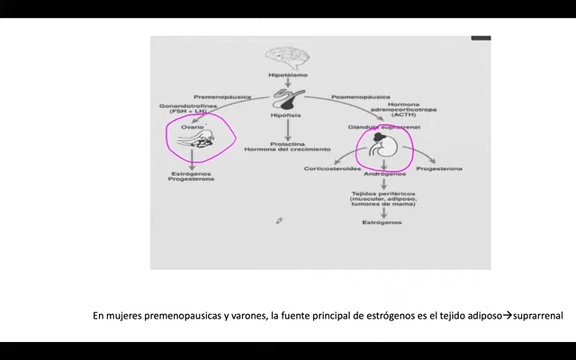 Hipotálamo
Premenopáusica
Posmenopáusica
Gonandotrofinas
(FSH + LH)
Hormona
adrenocorticotropa
(ACTH)
Hipófisis
Ovario
Glándula suprarrenal
Prolactina
Hormona del crecimiento
Estrógenos
Progesterona
Corticosteroides
Andrógenos
Progesterona
Tejidos periféricos
(muscular, adiposo,
tumores de mama)
Estrógenos
En mujeres premenopausicas y varones, la fuente principal de estrógenos es el tejido adiposo→suprarrenal